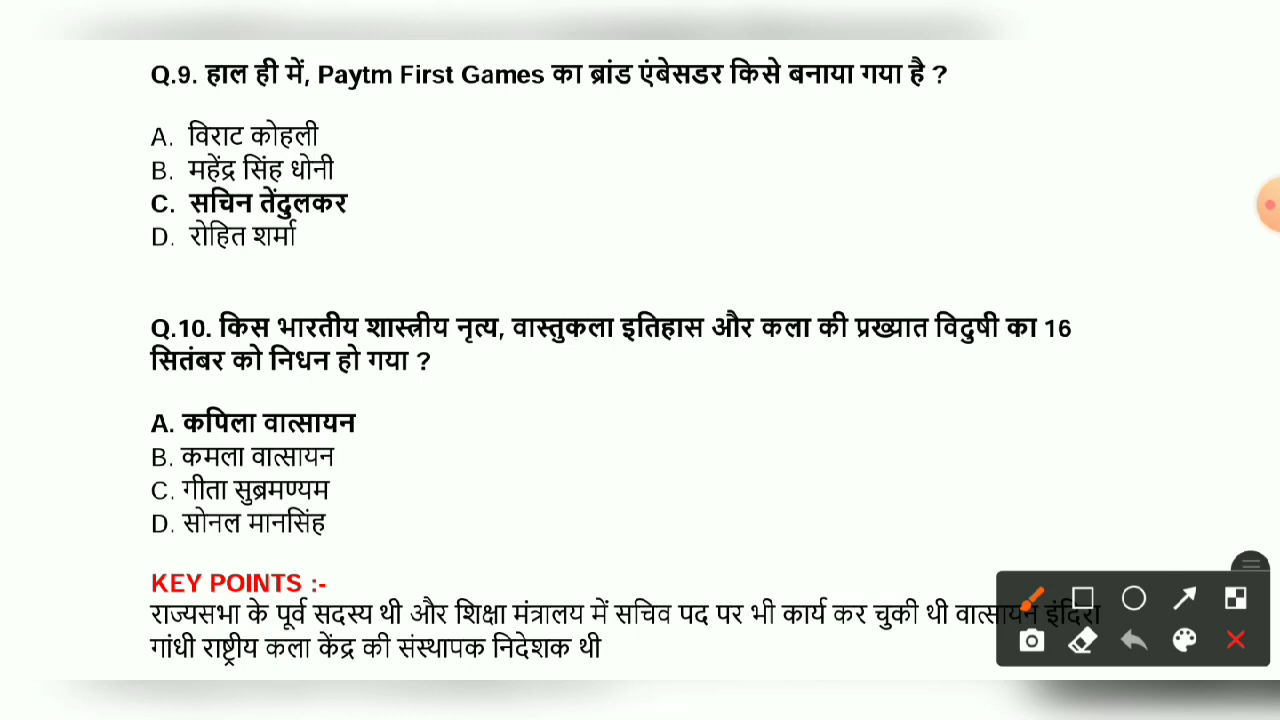 Q.9. हाल ही में, Paytm First Games का ब्रांड एंबेसडर किसे बनाया गया है ?
A. विराट कोहली
B. महेंद्र सिंह धोनी
C. सचिन तेंदुलकर
D. रोहित शर्मा
Q.10. किस भारतीय शास्त्रीय नृत्य, वास्तुकला इतिहास और कला की प्रख्यात विदुषी का 16
सितंबर को निधन हो गया ?
A. कपिला वात्सायन
B. कमला वात्सायन
C. गीता सुब्रमण्यम
D. सोनल मानसिंह
KEY POINTS :-
राज्यसभा के पूर्व सदस्य थी और शिक्षा मंत्रालय में सचिव पद पर भी कार्य कर चुकी थी वात्सायन इंदिरा
गांधी राष्ट्रीय कला केंद्र की संस्थापक निदेशक थी